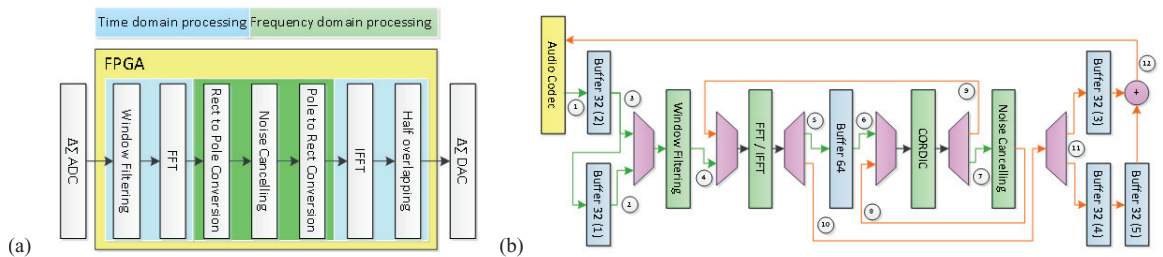 Time domain processing
Frequency domain processing
FPGA
ΔΣ ADC
Window Filtering
FFT
Rect to Pole Conversion
Noise Cancelling
Pole to Rect Conversion
IFFT
Half overlapping
ΔΣ DAC
(a)
Audio Codec
1
Buffer 32 (2)
3
Buffer 32 (1)
2
Window Filtering
4
FFT / IFFT
5
Buffer 64
6
CORDIC
7
8
9
Noise Cancelling
10
11
Buffer 32 (3)
Buffer 32 (4)
Buffer 32 (5)
+
12
(b)